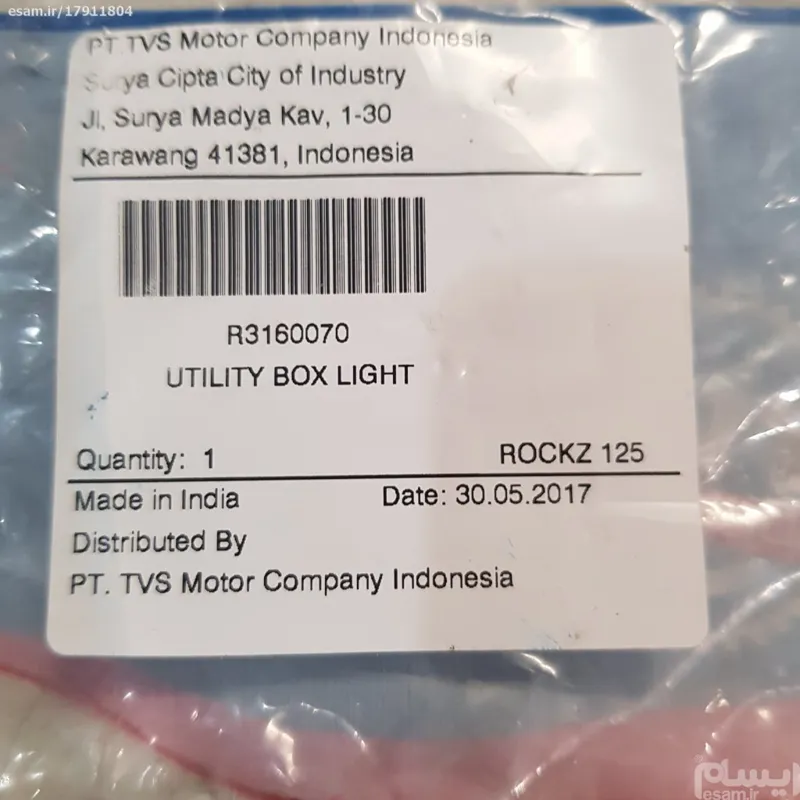 esam.ir/17911804
PT TVS Motor Company Indonesia
Surya Cipta City of Industry
Jl, Surya Madya Kav, 1-30
Karawang 41381, Indonesia
R3160070
UTILITY BOX LIGHT
Quantity: 1
ROCKZ 125
Made in India
Date: 30.05.2017
Distributed By
PT. TVS Motor Company Indonesia
ایسام
esam.ir